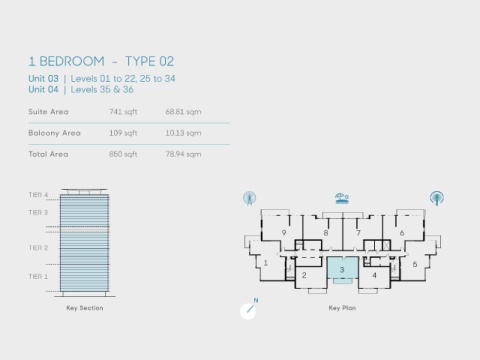 1 BEDROOM - TYPE 02
Unit 03 | Levels 01 to 22, 25 to 34
Unit 04 | Levels 35 & 36
Suite Area 741 sqft 68.81 sqm
Balcony Area 109 sqft 10.13 sqm
Total Area 850 sqft 78.94 sqm
TIER 4
TIER 3
TIER 2
TIER 1
Key Section
9 8 7 6
1 2 3 4 5
N
Key Plan